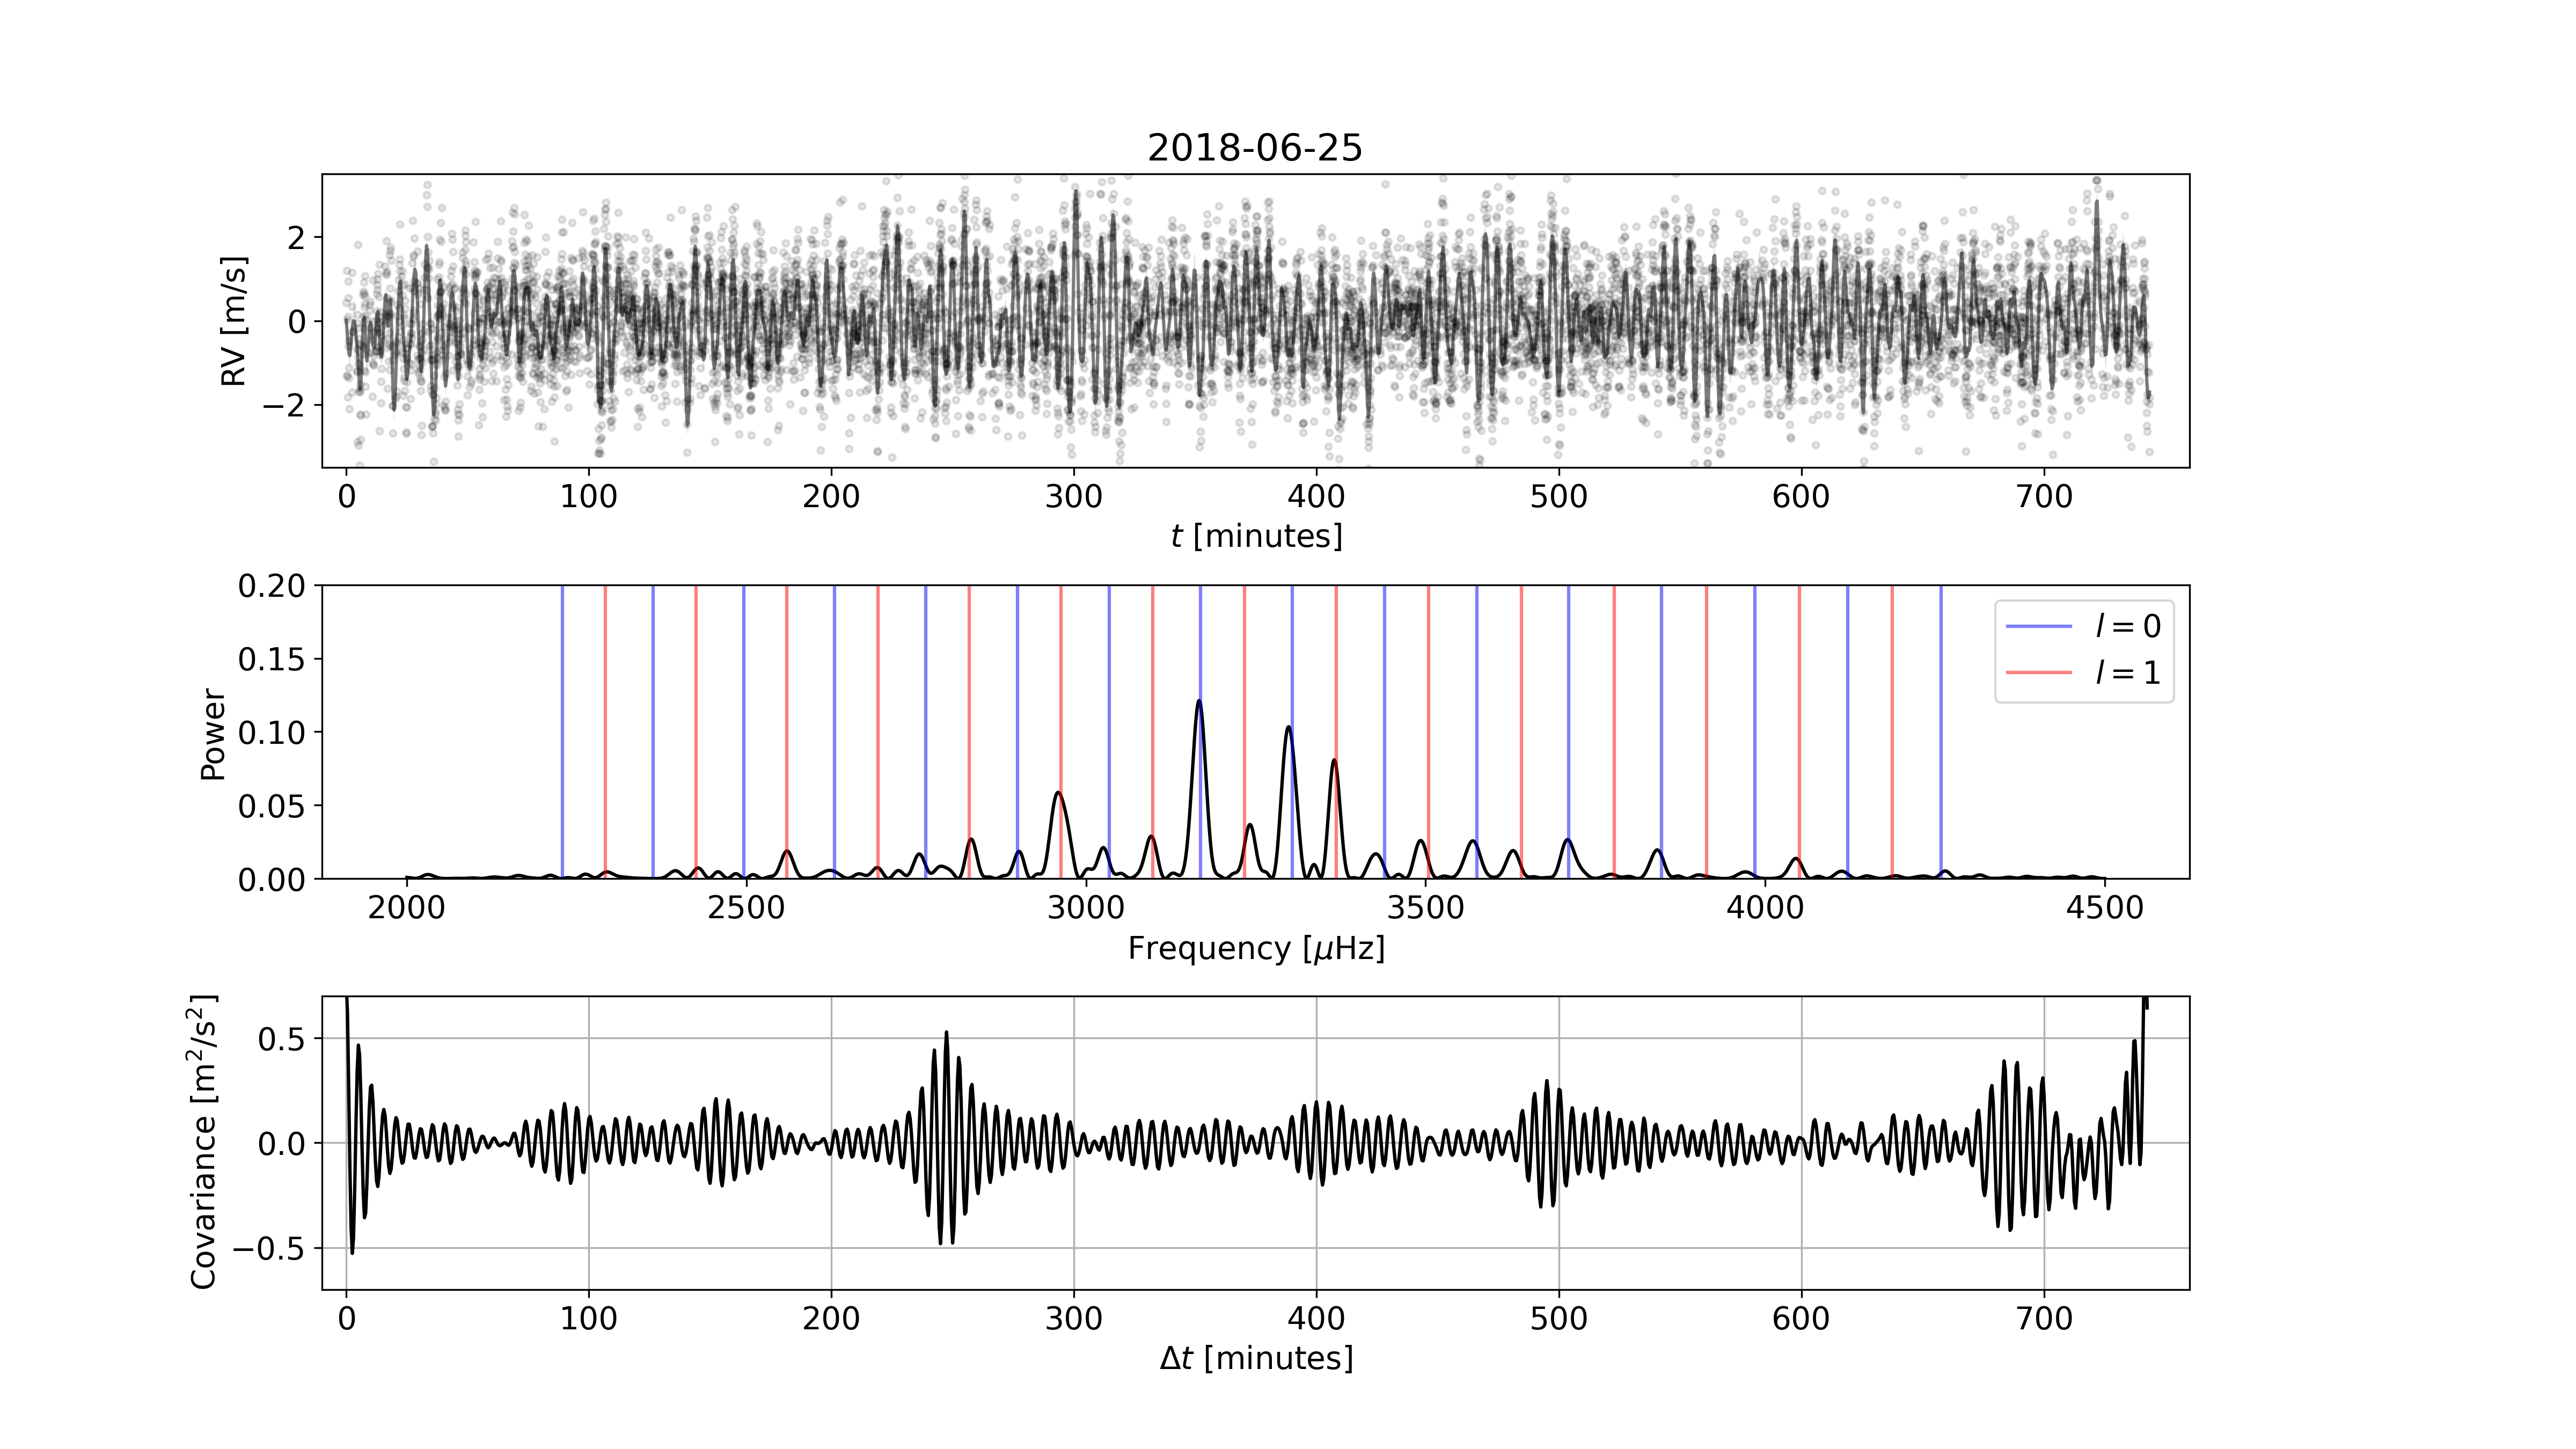 2018-06-25
RV [m/s]
2
0
−2
0 100 200 300 400 500 600 700
t [minutes]
Power
0.20
0.15
0.10
0.05
0.00
l = 0
l = 1
2000 2500 3000 3500 4000 4500
Frequency [μHz]
Covariance [m²/s²]
0.5
0.0
−0.5
0 100 200 300 400 500 600 700
Δt [minutes]